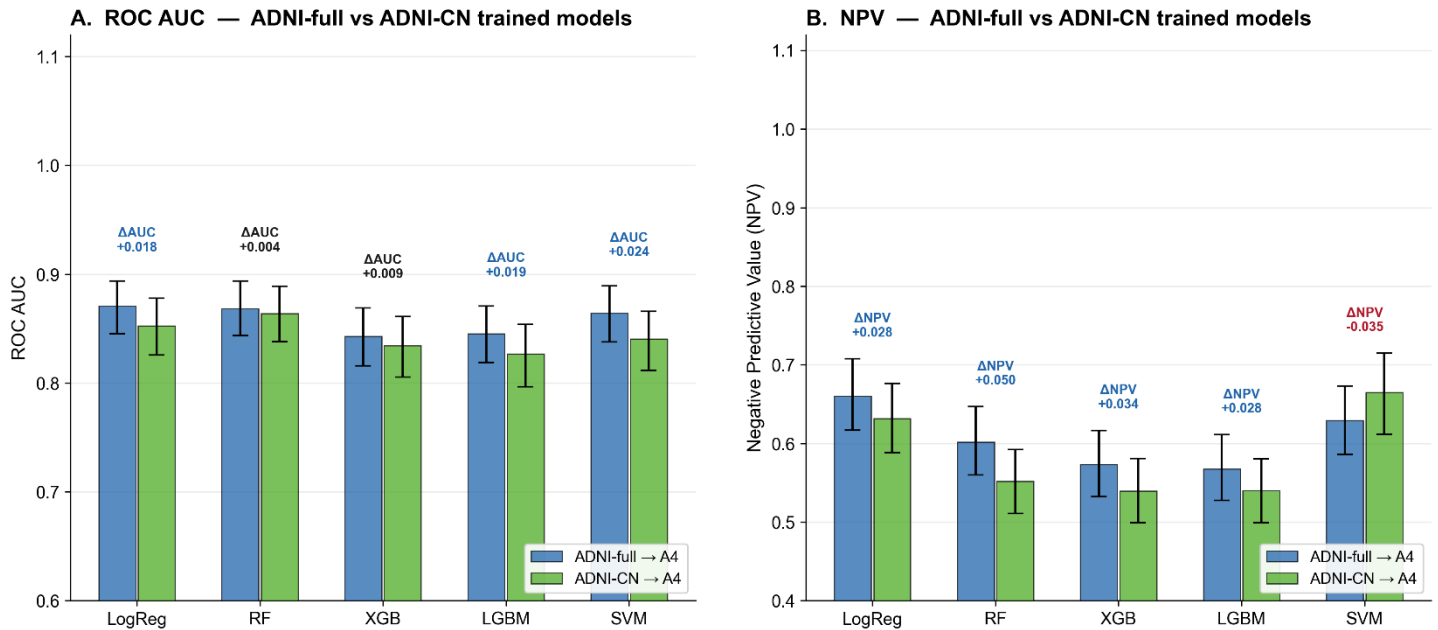 A.  ROC AUC  —  ADNI-full vs ADNI-CN trained models
ROC AUC
1.1
1.0
0.9
0.8
0.7
0.6
ΔAUC
+0.018
ΔAUC
+0.004
ΔAUC
+0.009
ΔAUC
+0.019
ΔAUC
+0.024
ADNI-full → A4
ADNI-CN → A4
LogReg
RF
XGB
LGBM
SVM
B.  NPV  —  ADNI-full vs ADNI-CN trained models
Negative Predictive Value (NPV)
1.1
1.0
0.9
0.8
0.7
0.6
0.5
0.4
ΔNPV
+0.028
ΔNPV
+0.050
ΔNPV
+0.034
ΔNPV
+0.028
ΔNPV
-0.035
ADNI-full → A4
ADNI-CN → A4
LogReg
RF
XGB
LGBM
SVM